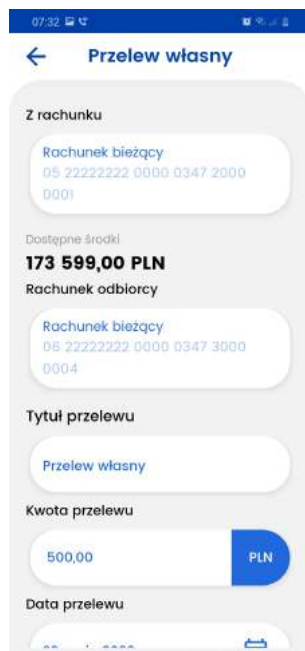 07:32
Przelew własny
Z rachunku
Rachunek bieżący
05 22222222 0000 0347 2000
0001
Dostępne środki
173 599,00 PLN
Rachunek odbiorcy
Rachunek bieżący
06 22222222 0000 0347 3000
0004
Tytuł przelewu
Przelew własny
Kwota przelewu
500,00 PLN
Data przelewu